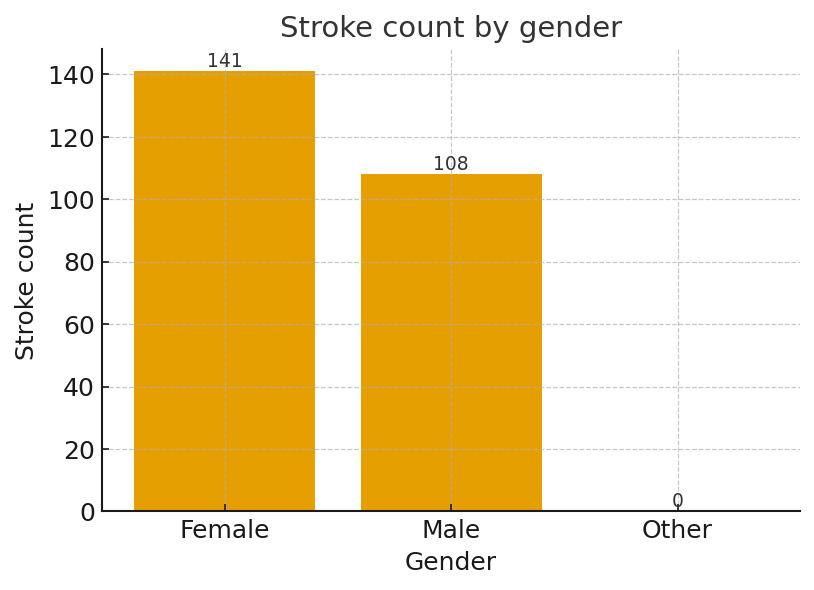 Stroke count by gender
141
108
0
140
120
100
80
60
40
20
0
Stroke count
Female
Male
Other
Gender